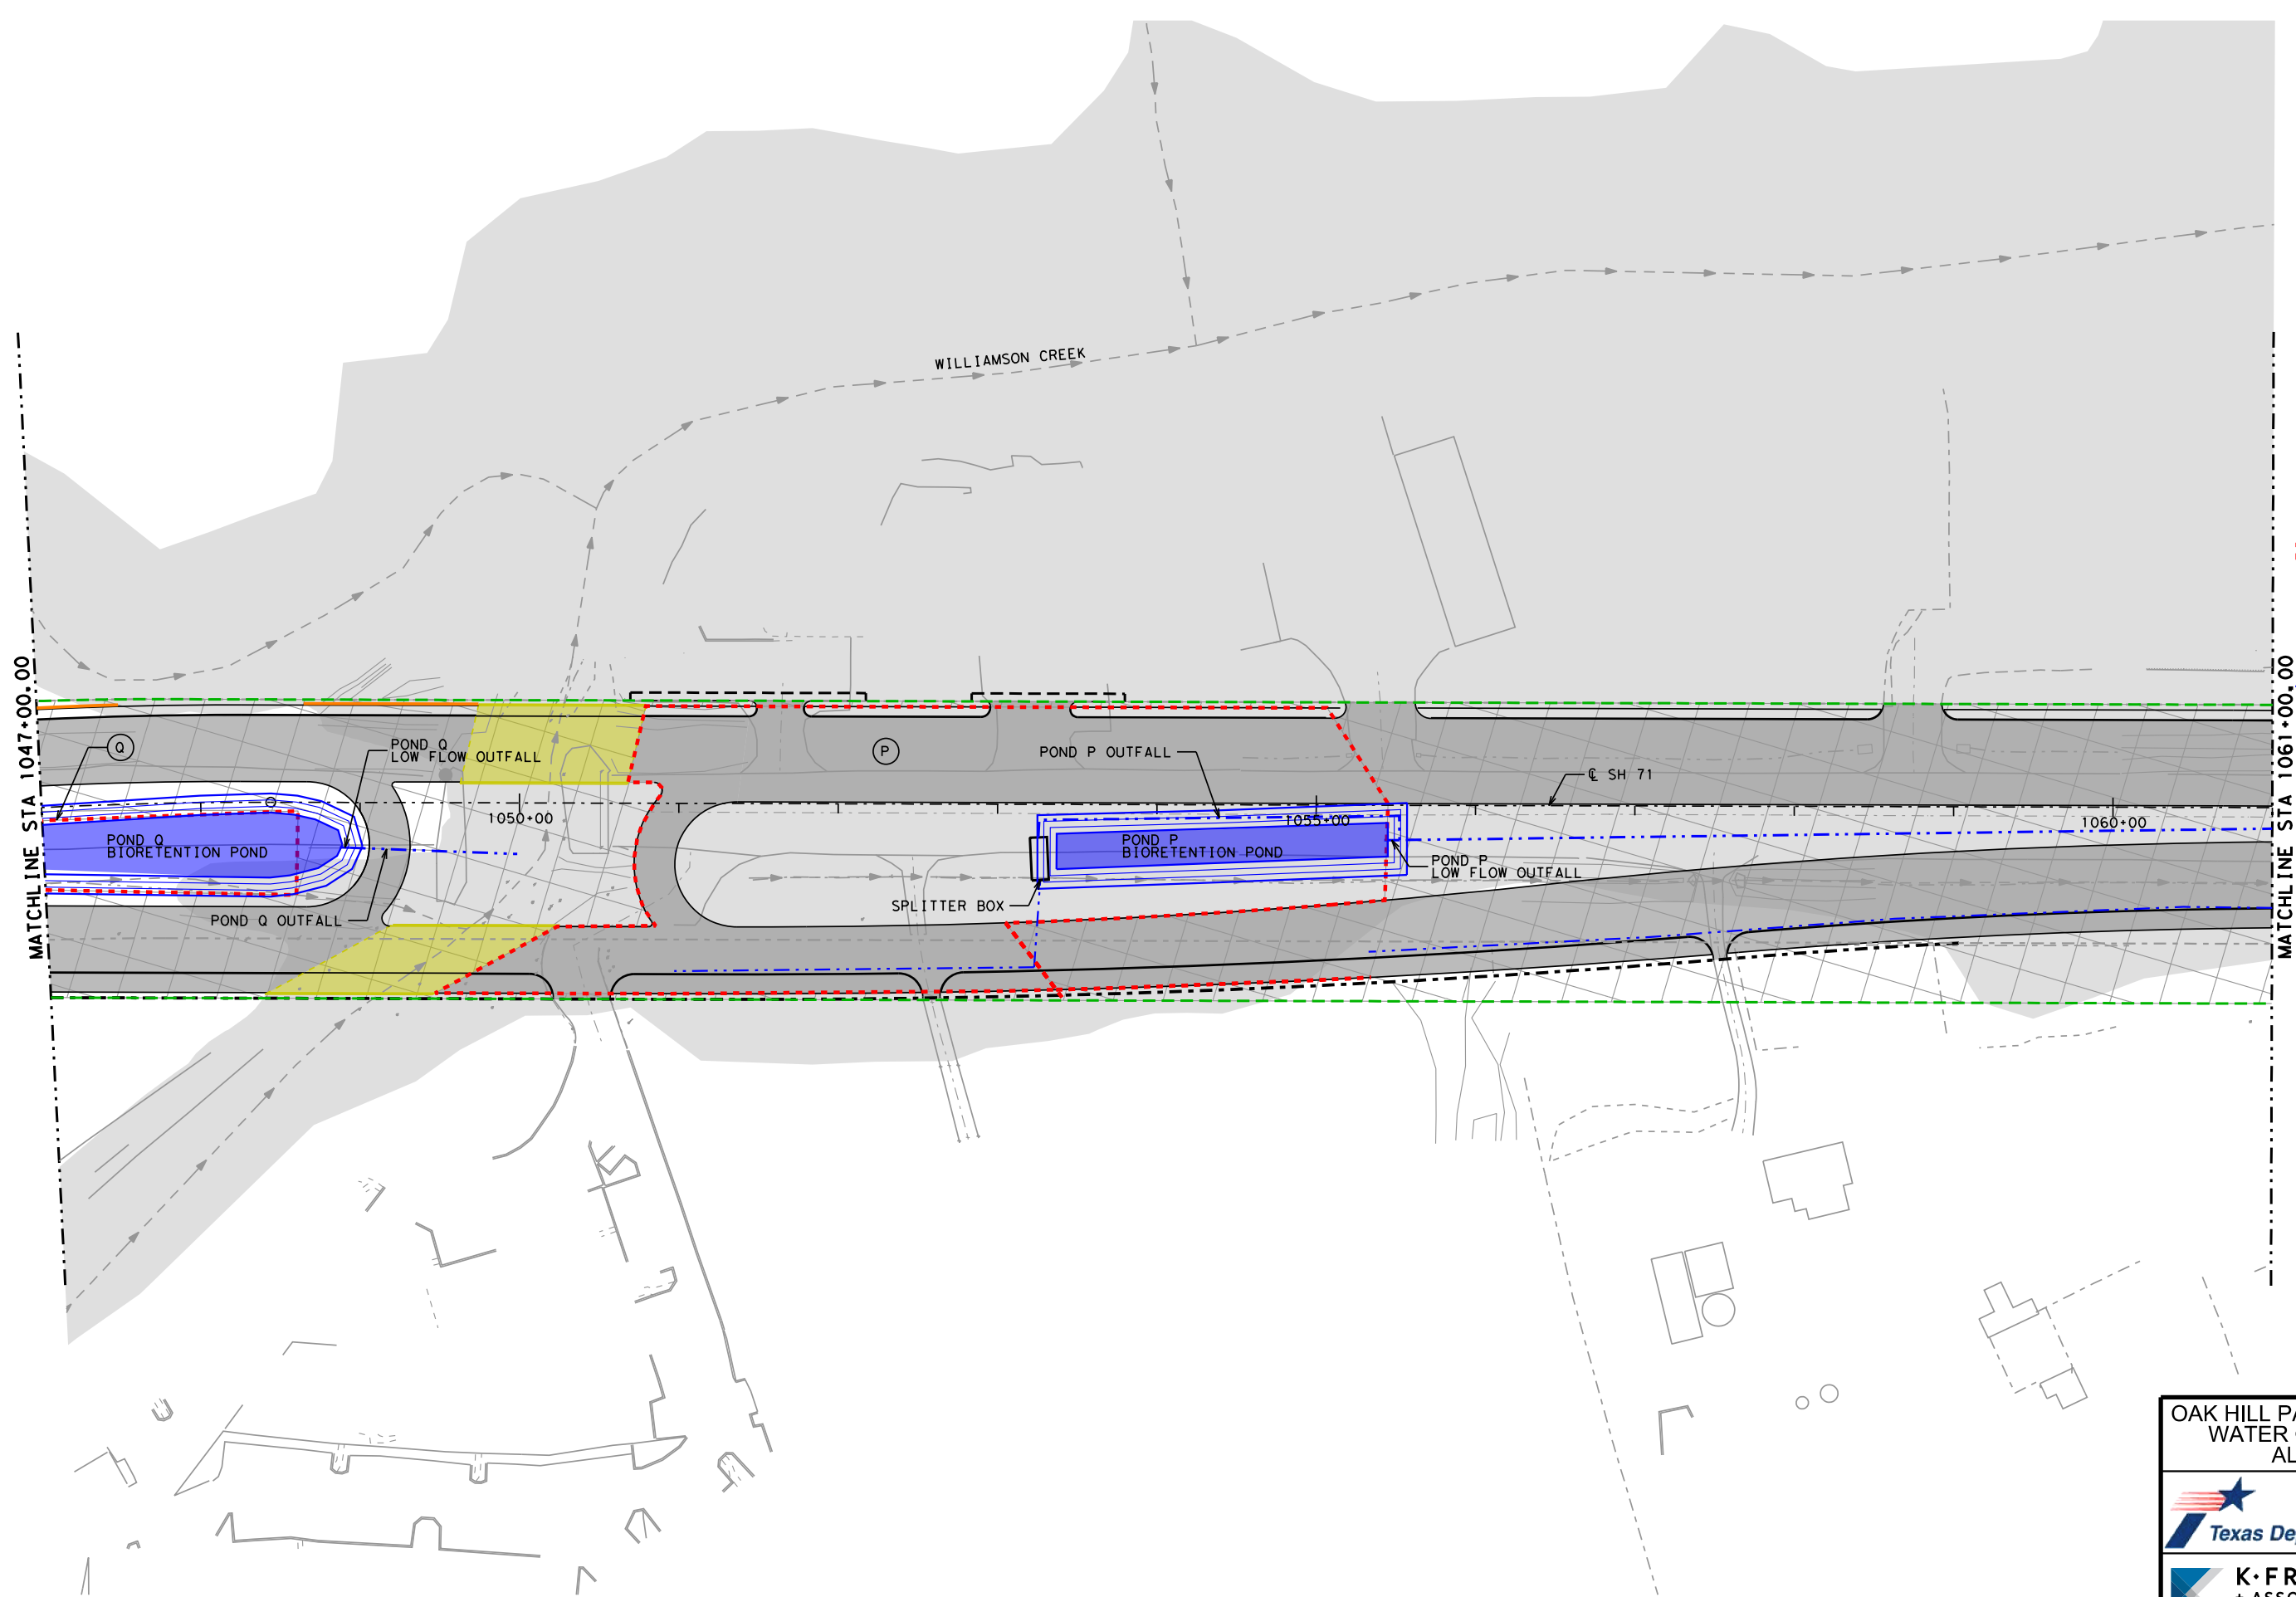 WILLIAMSON CREEK
MATCHLINE STA 1047+00.00
MATCHLINE STA 1061+00.00
Q
POND Q
LOW FLOW OUTFALL
P
POND P OUTFALL
℄ SH 71
1050+00
1055+00
1060+00
POND Q
BIORETENTION POND
POND P
BIORETENTION POND
POND P
LOW FLOW OUTFALL
SPLITTER BOX
POND Q OUTFALL
OAK HILL PA
WATER
AL
Texas De
K·FR
+ ASSO